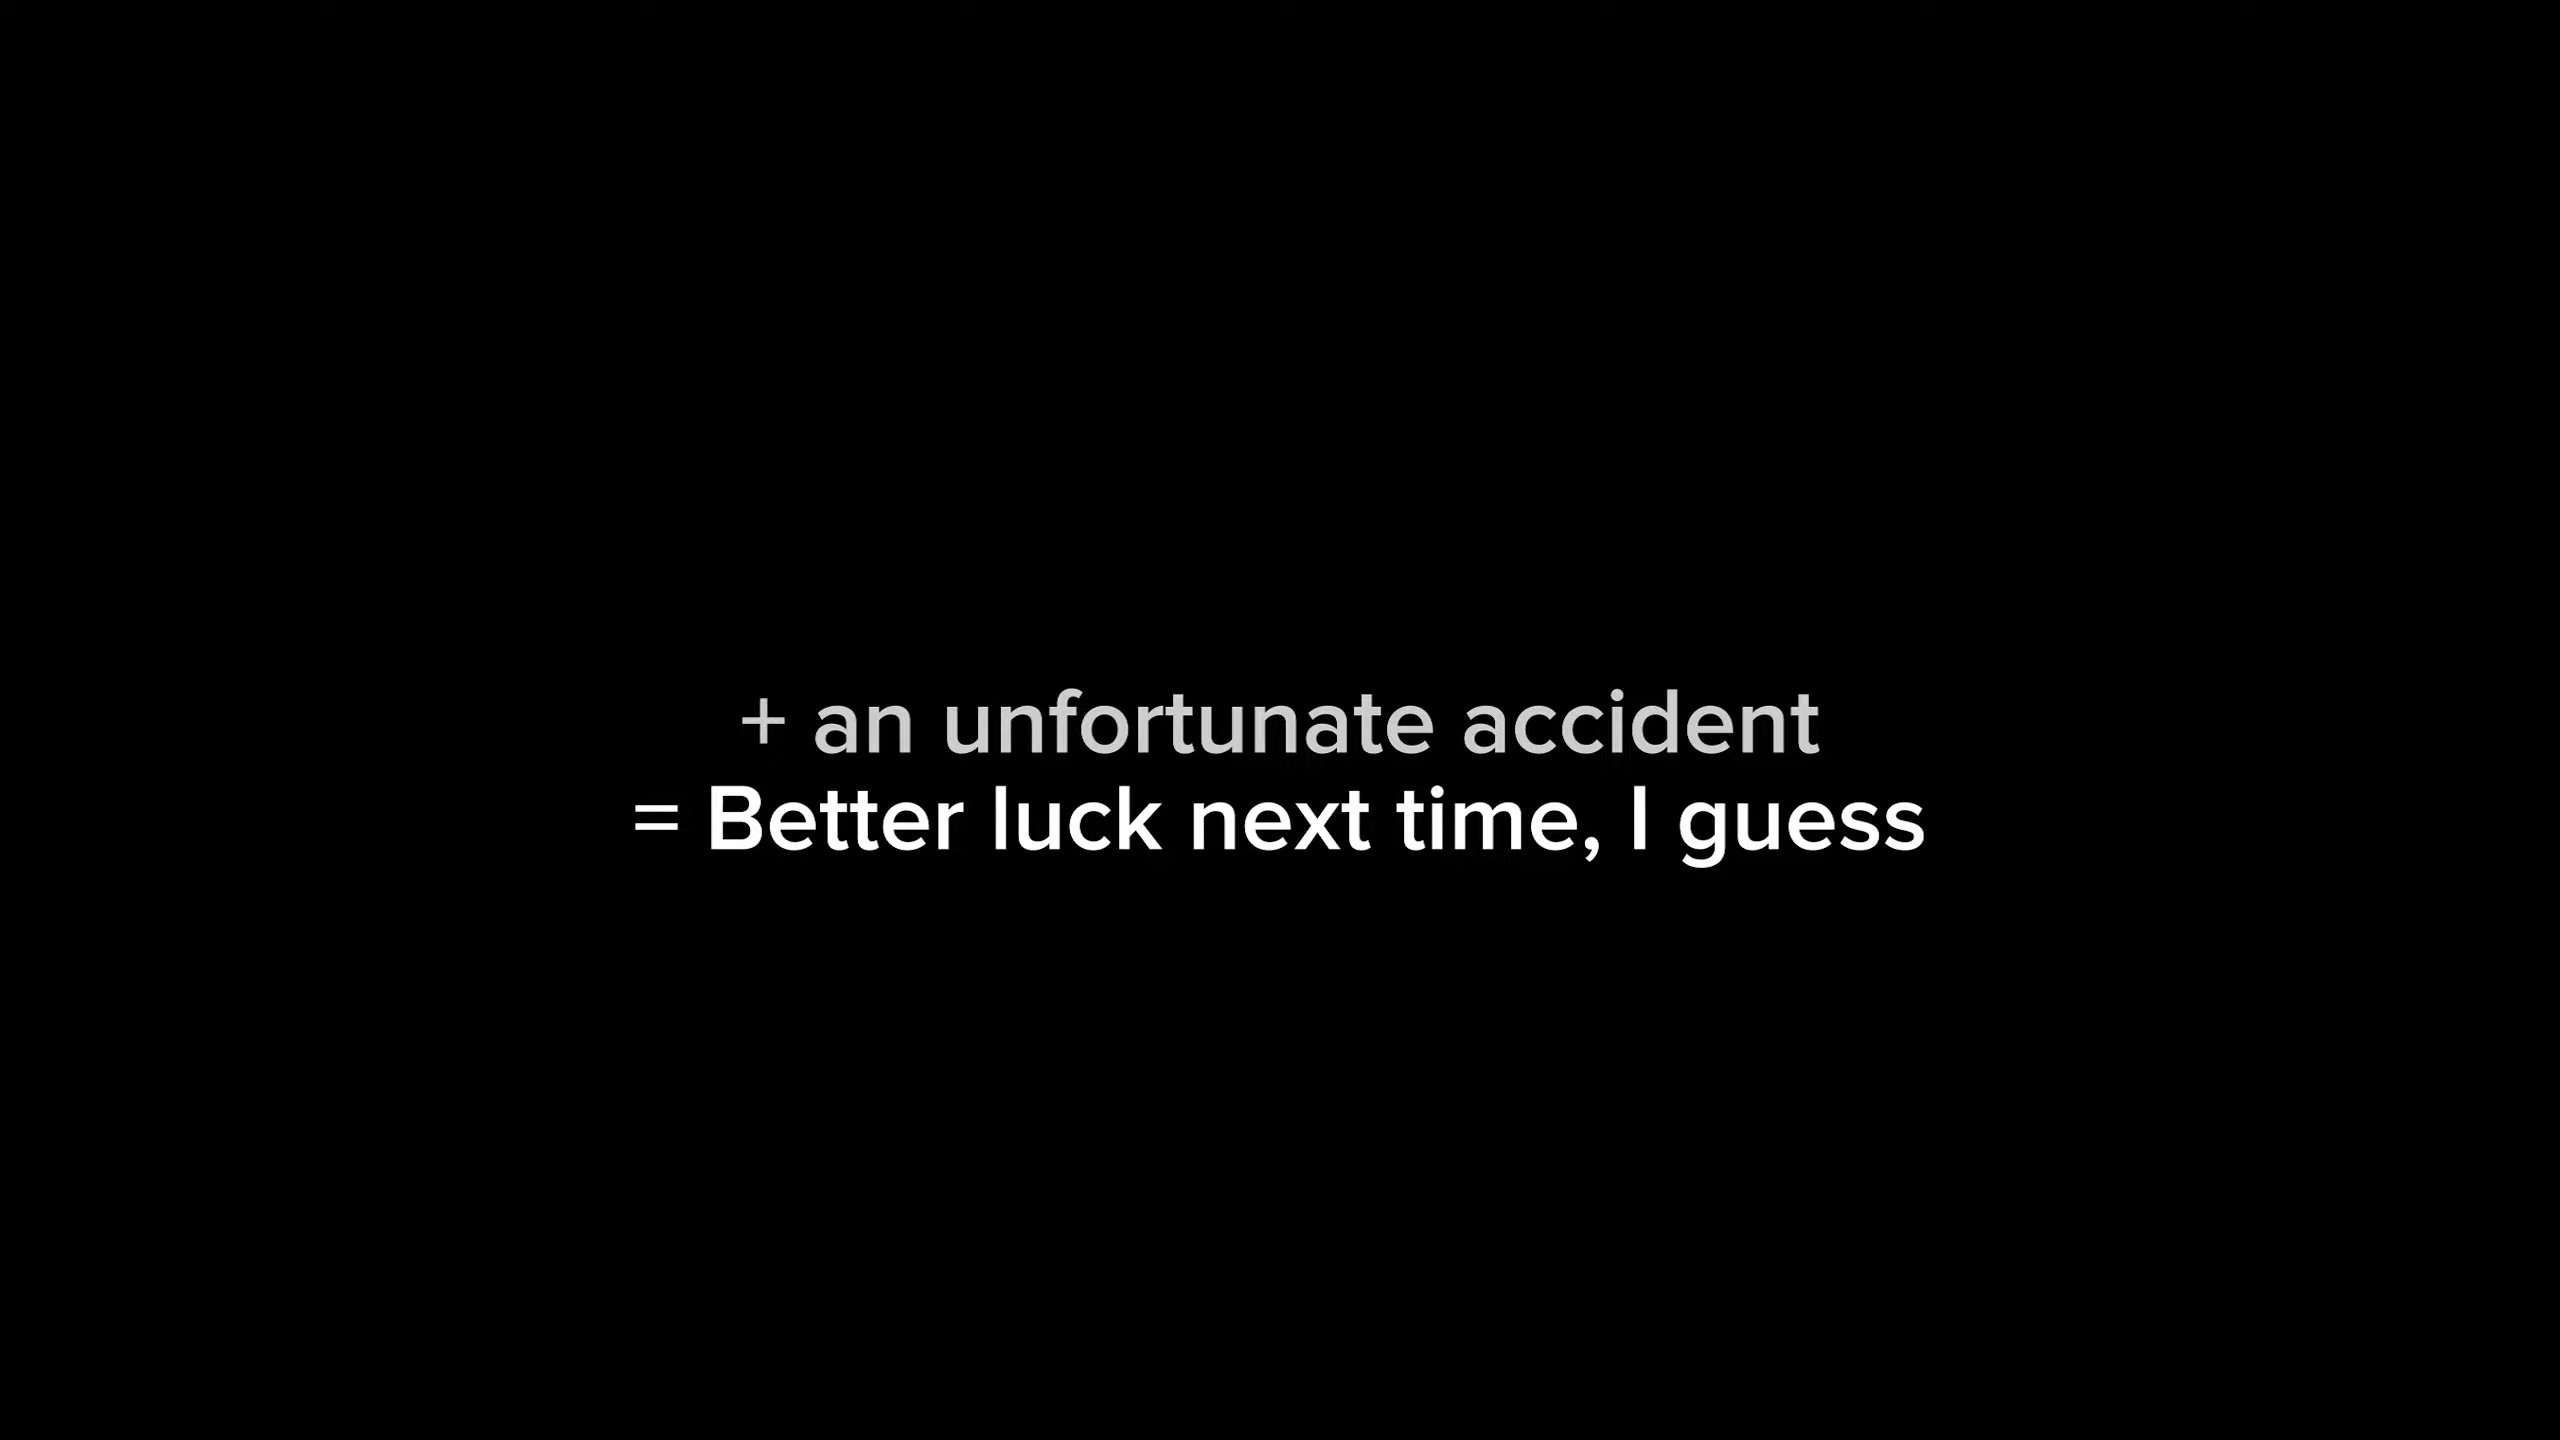 + an unfortunate accident
= Better luck next time, I guess